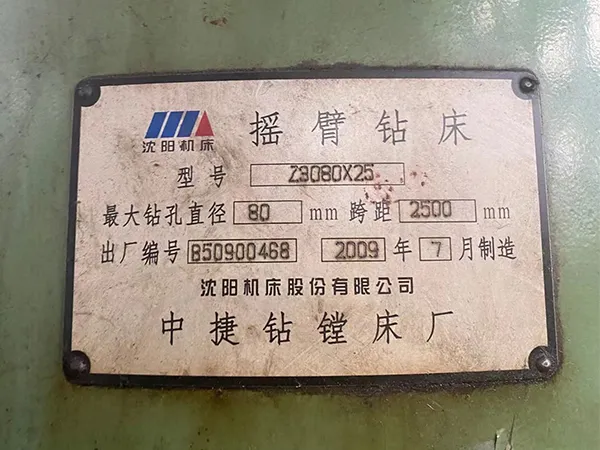 沈阳机床
摇臂钻床
型号 Z3080X25
最大钻孔直径 80 mm 跨距 2500 mm
出厂编号 B50900468 2009 年 7 月制造
沈阳机床股份有限公司
中捷钻镗床厂